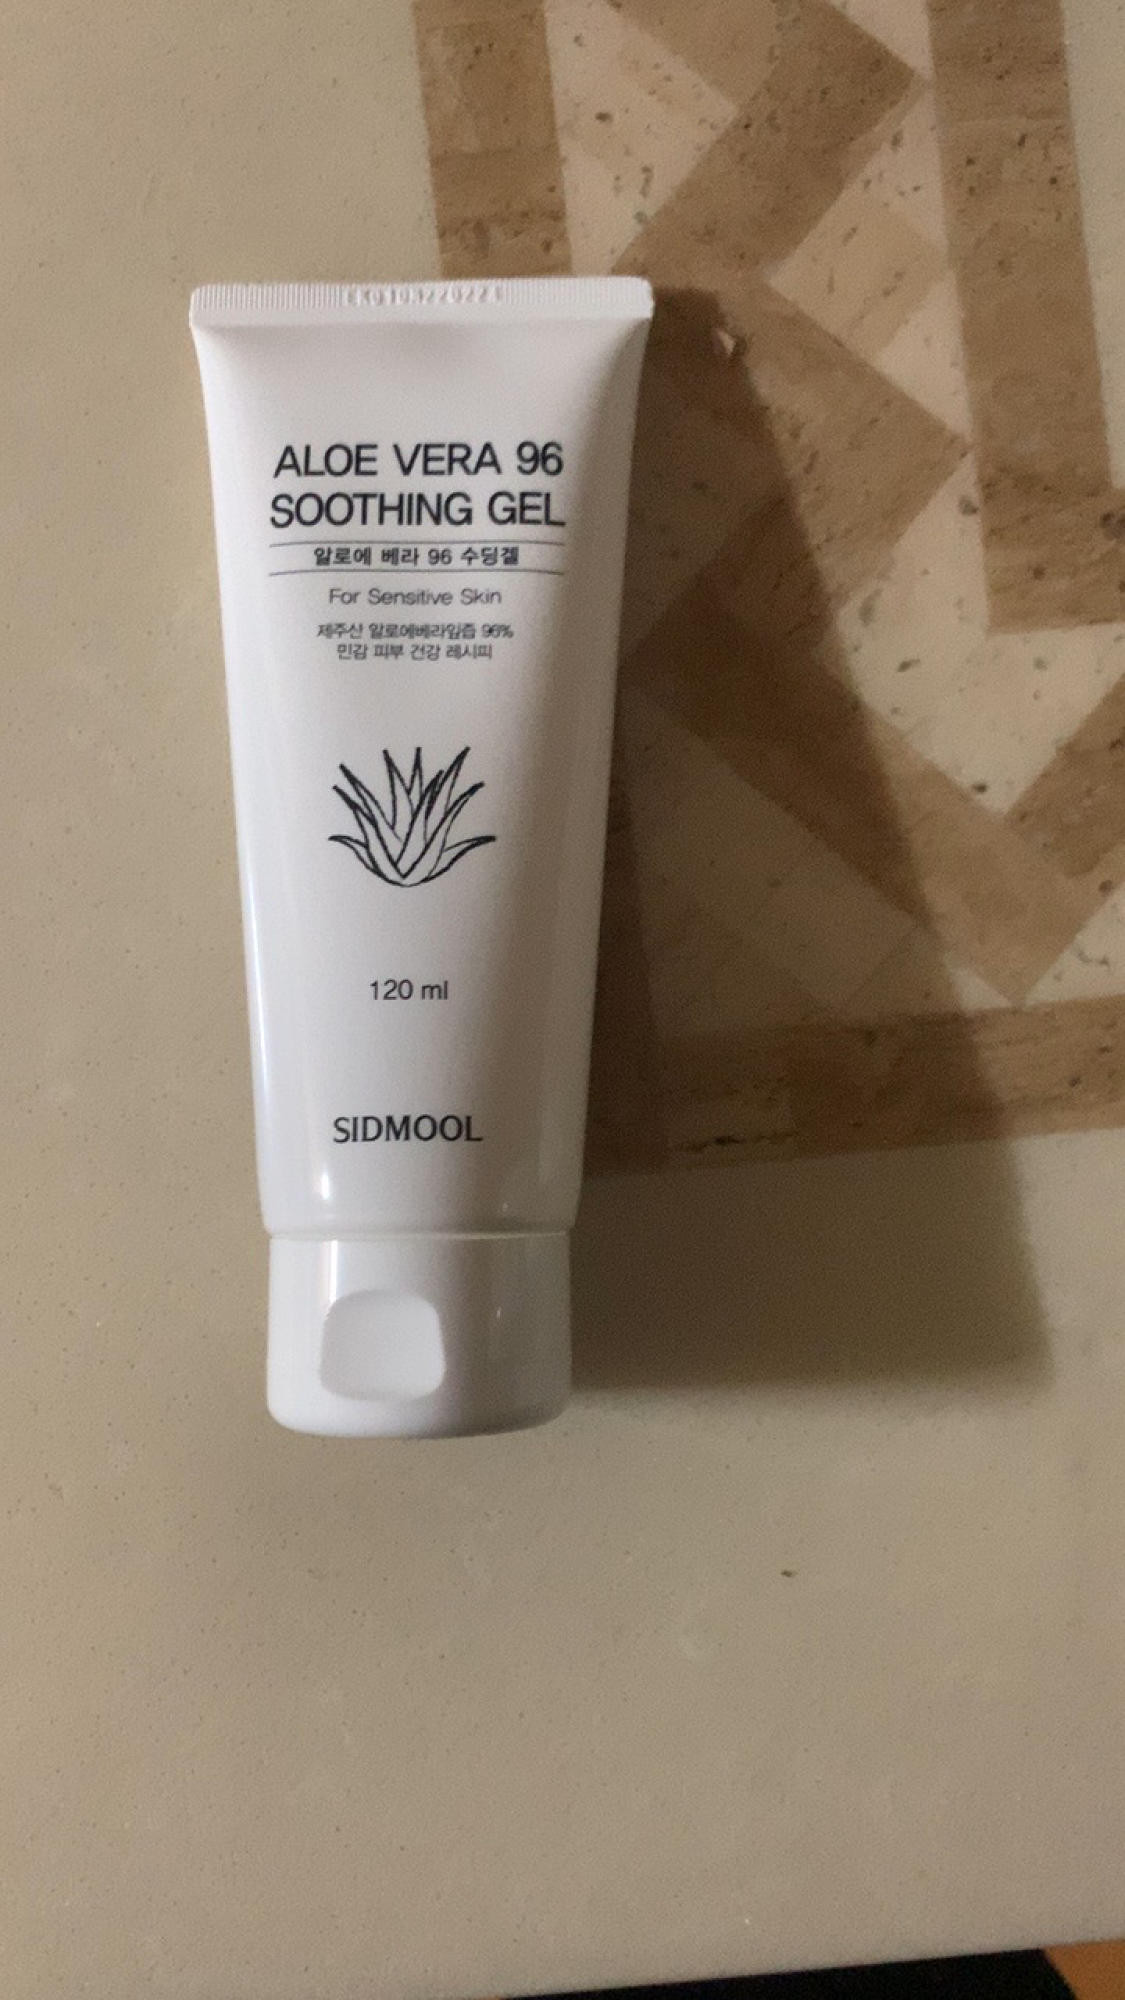 ALOE VERA 96
SOOTHING GEL
알로에 베라 96 수딩겔
For Sensitive Skin
제주산 알로에베라잎즙 96%
민감 피부 건강 레시피
120 ml
SIDMOOL